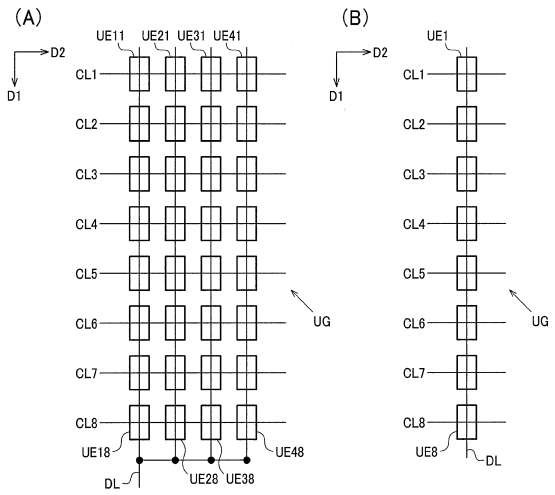 (A)
UE11 UE21 UE31 UE41
D2
D1
CL1
CL2
CL3
CL4
CL5
CL6
CL7
CL8
UG
UE18
UE28 UE38
UE48
DL
(B)
UE1
D2
D1
CL1
CL2
CL3
CL4
CL5
CL6
CL7
CL8
UG
UE8
DL